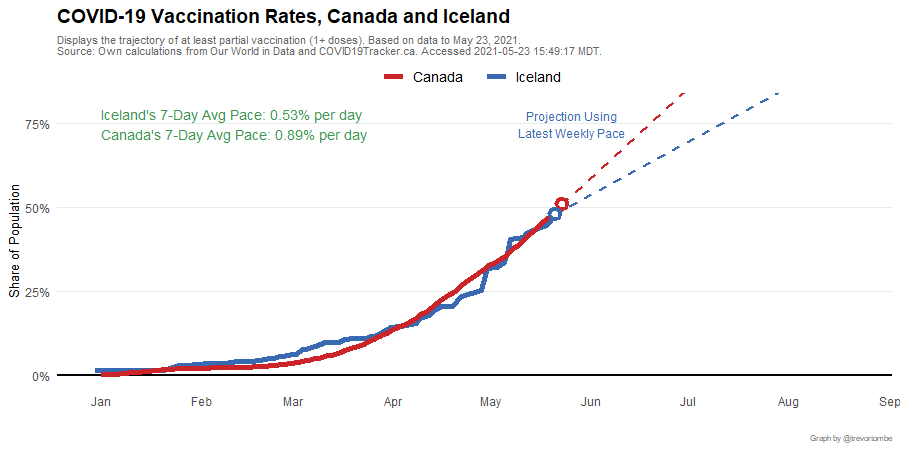 COVID-19 Vaccination Rates, Canada and Iceland
Displays the trajectory of at least partial vaccination (1+ doses). Based on data to May 23, 2021.
Source: Own calculations from Our World in Data and COVID19Tracker.ca. Accessed 2021-05-23 15:49:17 MDT.
Canada Iceland
Iceland's 7-Day Avg Pace: 0.53% per day
Canada's 7-Day Avg Pace: 0.89% per day
Projection Using
Latest Weekly Pace
Share of Population
75%
50%
25%
0%
Jan Feb Mar Apr May Jun Jul Aug Sep
Graph by @trevortombe